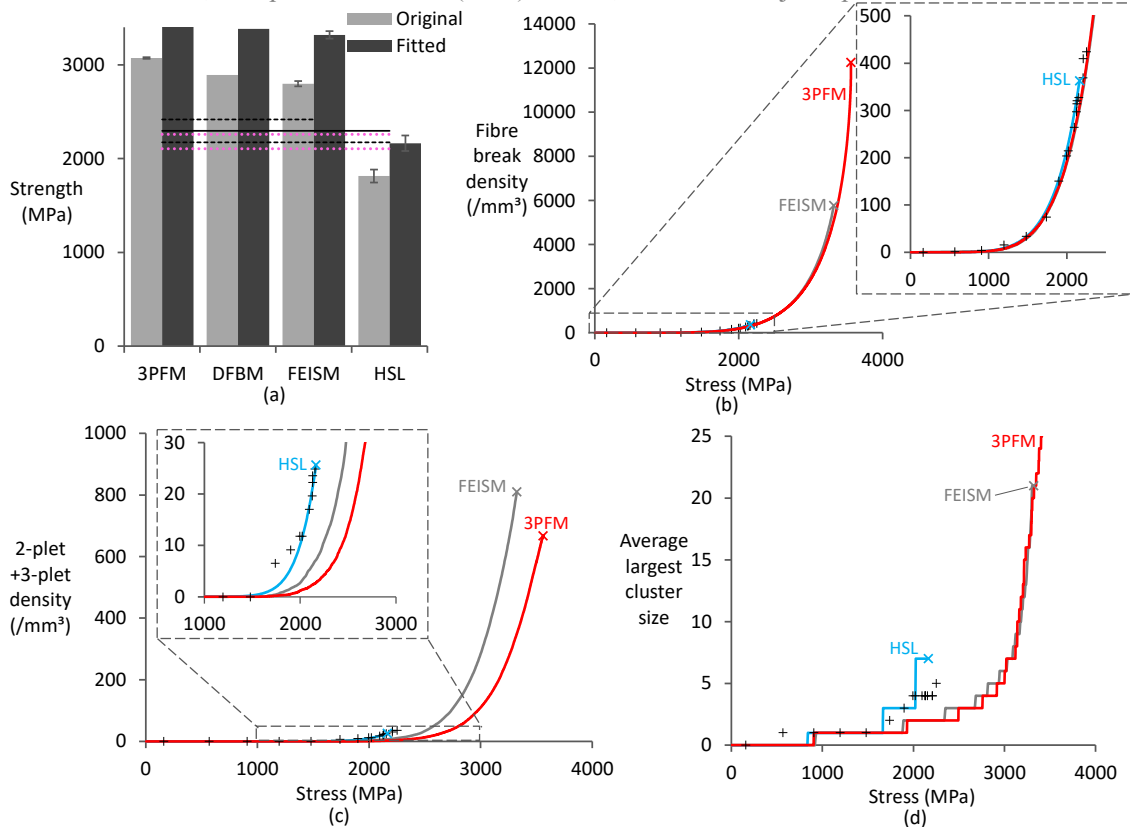 Original
Fitted
3000
2000
1000
0
Strength
(MPa)
3PFM DFBM FEISM HSL
(a)
14000
12000
10000
8000
6000
4000
2000
0
Fibre
break
density
(/mm³)
3PFM
FEISM
0 2000 4000
Stress (MPa)
(b)
500
400
300
200
100
0
HSL
0 1000 2000
1000
800
600
400
200
0
2-plet
+3-plet
density
(/mm³)
30
20
10
0
HSL
1000 2000 3000
FEISM
3PFM
0 1000 2000 3000 4000
Stress (MPa)
(c)
25
20
15
10
5
0
Average
largest
cluster
size
3PFM
FEISM
HSL
0 1000 2000 3000 4000
Stress (MPa)
(d)